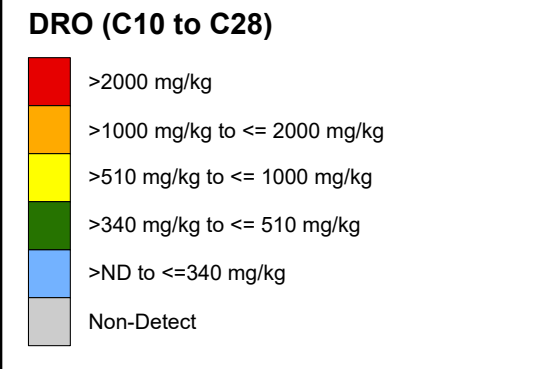 DRO (C10 to C28)
>2000 mg/kg
>1000 mg/kg to <= 2000 mg/kg
>510 mg/kg to <= 1000 mg/kg
>340 mg/kg to <= 510 mg/kg
>ND to <=340 mg/kg
Non-Detect